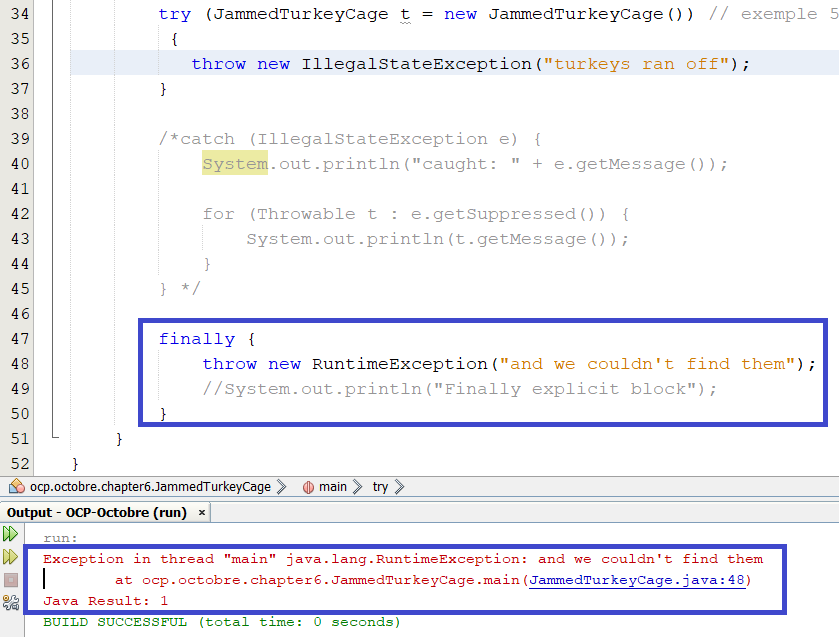 34 try (JammedTurkeyCage t = new JammedTurkeyCage()) // exemple 5
35 {
36 throw new IllegalStateException("turkeys ran off");
37 }
38
39 /*catch (IllegalStateException e) {
40 System.out.println("caught: " + e.getMessage());
41
42 for (Throwable t : e.getSuppressed()) {
43 System.out.println(t.getMessage());
44 }
45 } */
46
47 finally {
48 throw new RuntimeException("and we couldn't find them");
49 //System.out.println("Finally explicit block");
50 }
51 }
52 }
ocp.octobre.chapter6.JammedTurkeyCage main try
Output - OCP-Octobre (run) ×
run:
Exception in thread "main" java.lang.RuntimeException: and we couldn't find them
at ocp.octobre.chapter6.JammedTurkeyCage.main(JammedTurkeyCage.java:48)
Java Result: 1
BUILD SUCCESSFUL (total time: 0 seconds)